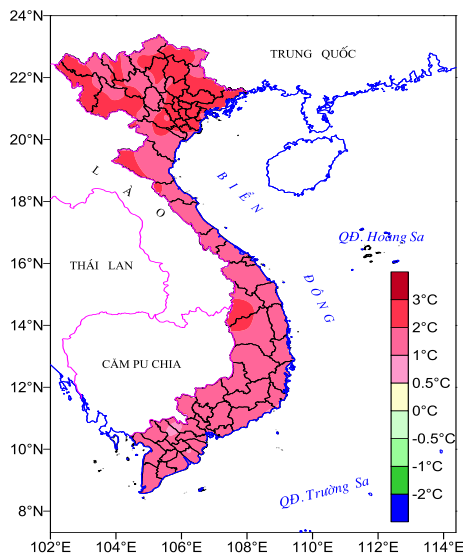 24°N
TRUNG QUỐC
22°N
20°N
LÀO
BIỂN
18°N
QĐ. Hoàng Sa
16°N
THÁI LAN
ĐÔNG
3°C
14°N
2°C
1°C
CĂM PU CHIA
0.5°C
12°N
0°C
-0.5°C
10°N
-1°C
-2°C
QĐ. Trường Sa
8°N
102°E 104°E 106°E 108°E 110°E 112°E 114°E